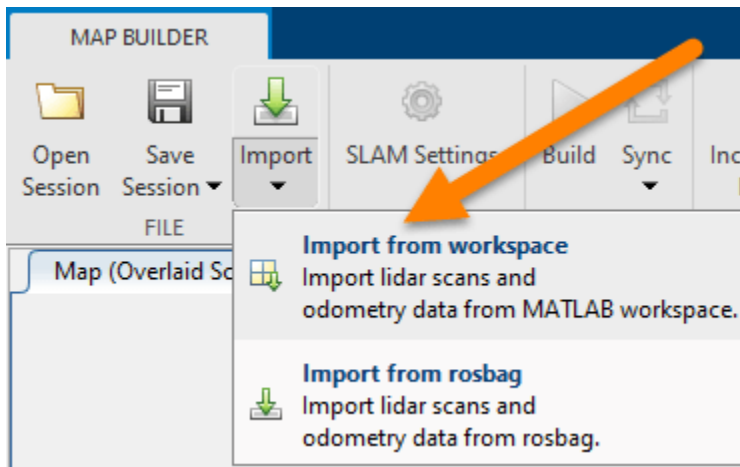 MAP BUILDER
Open Session
Save Session
Import
SLAM Settings
Build
Sync
Inc
FILE
Map (Overlaid Sc
Import from workspace
Import lidar scans and
odometry data from MATLAB workspace.
Import from rosbag
Import lidar scans and
odometry data from rosbag.